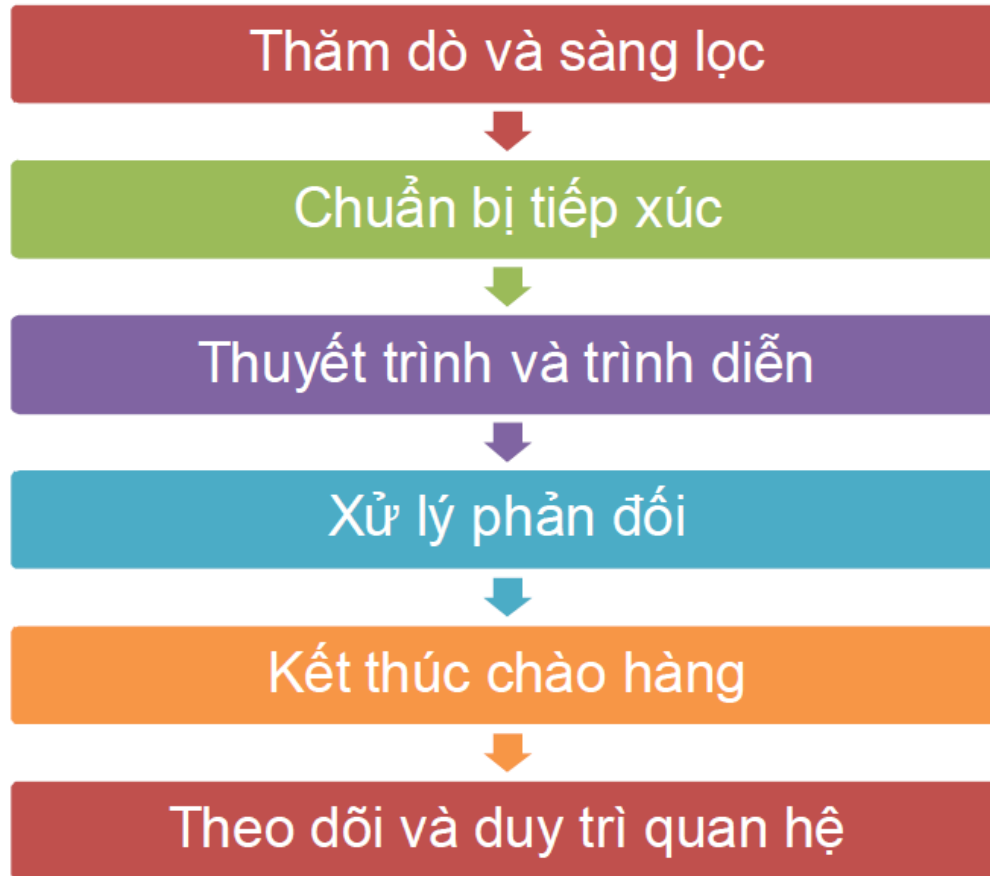 Thăm dò và sàng lọc
Chuẩn bị tiếp xúc
Thuyết trình và trình diễn
Xử lý phản đối
Kết thúc chào hàng
Theo dõi và duy trì quan hệ